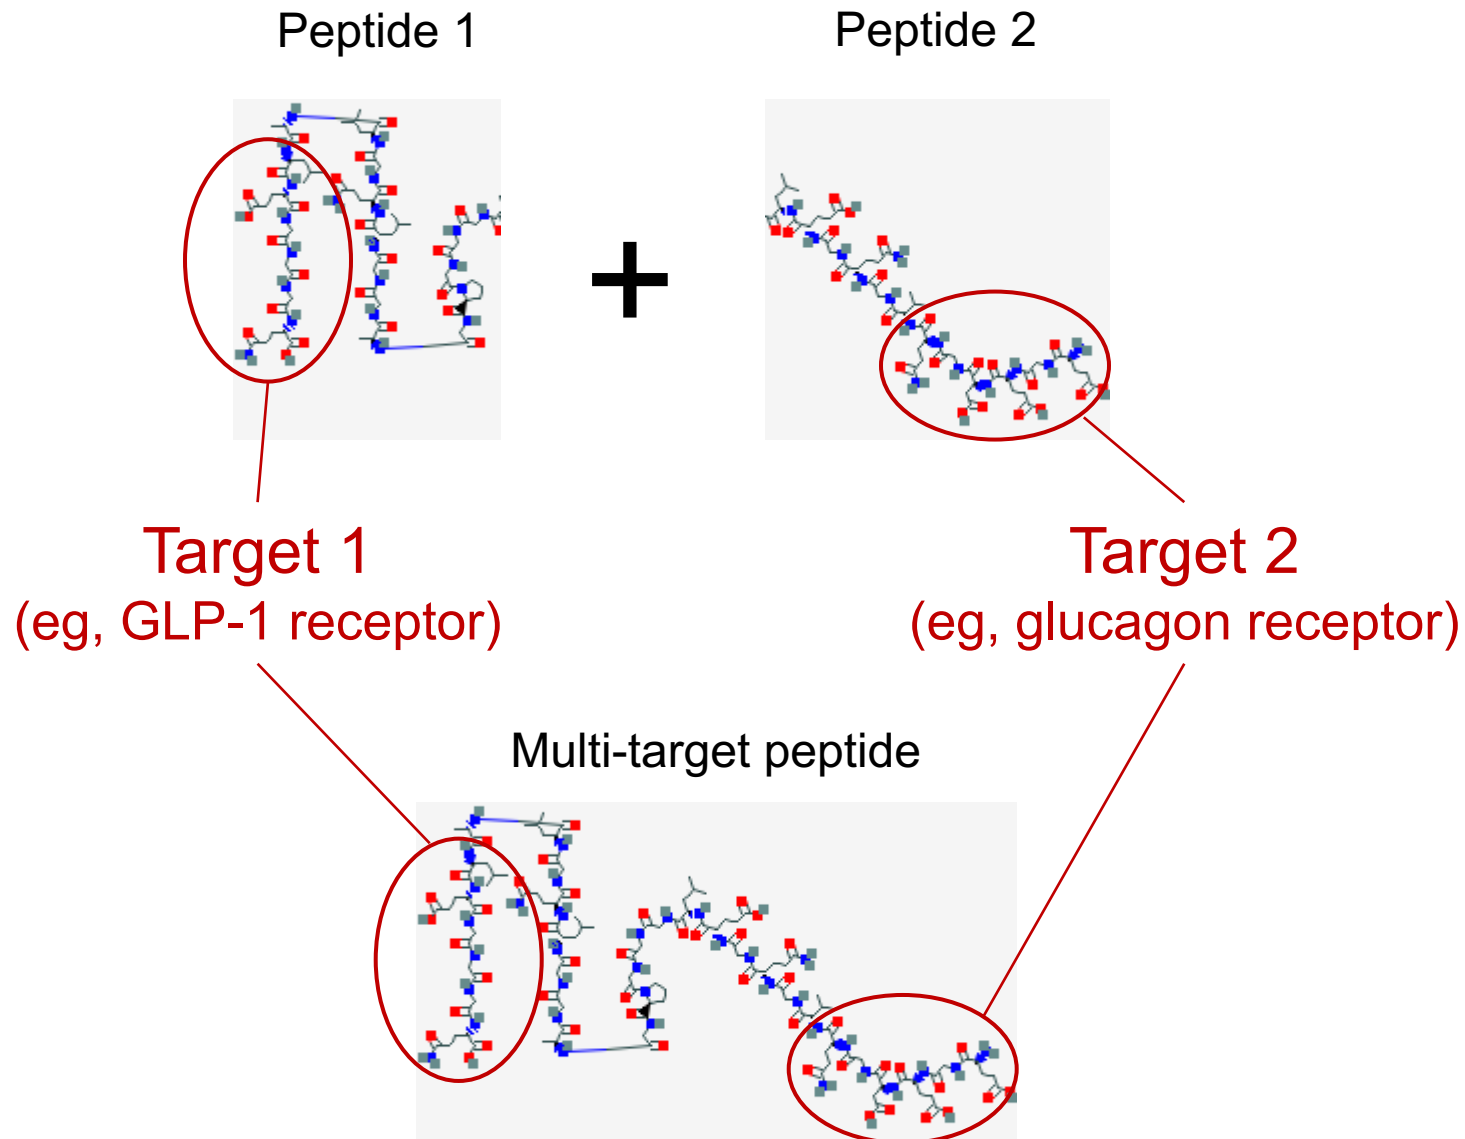 Peptide 1
Peptide 2
+
Target 1
(eg, GLP-1 receptor)
Target 2
(eg, glucagon receptor)
Multi-target peptide